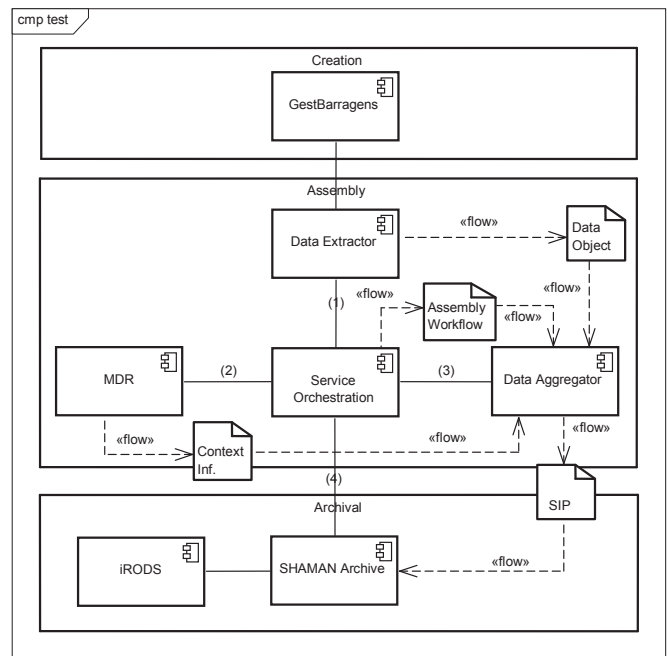 cmp test
Creation
GestBarragens
Assembly
Data Extractor
«flow»
Data
Object
(1)
«flow»
Assembly
Workflow
«flow»
MDR
(2)
Service
Orchestration
(3)
Data Aggregator
«flow»
Context
Inf.
«flow»
«flow»
(4)
SIP
Archival
iRODS
SHAMAN Archive
«flow»